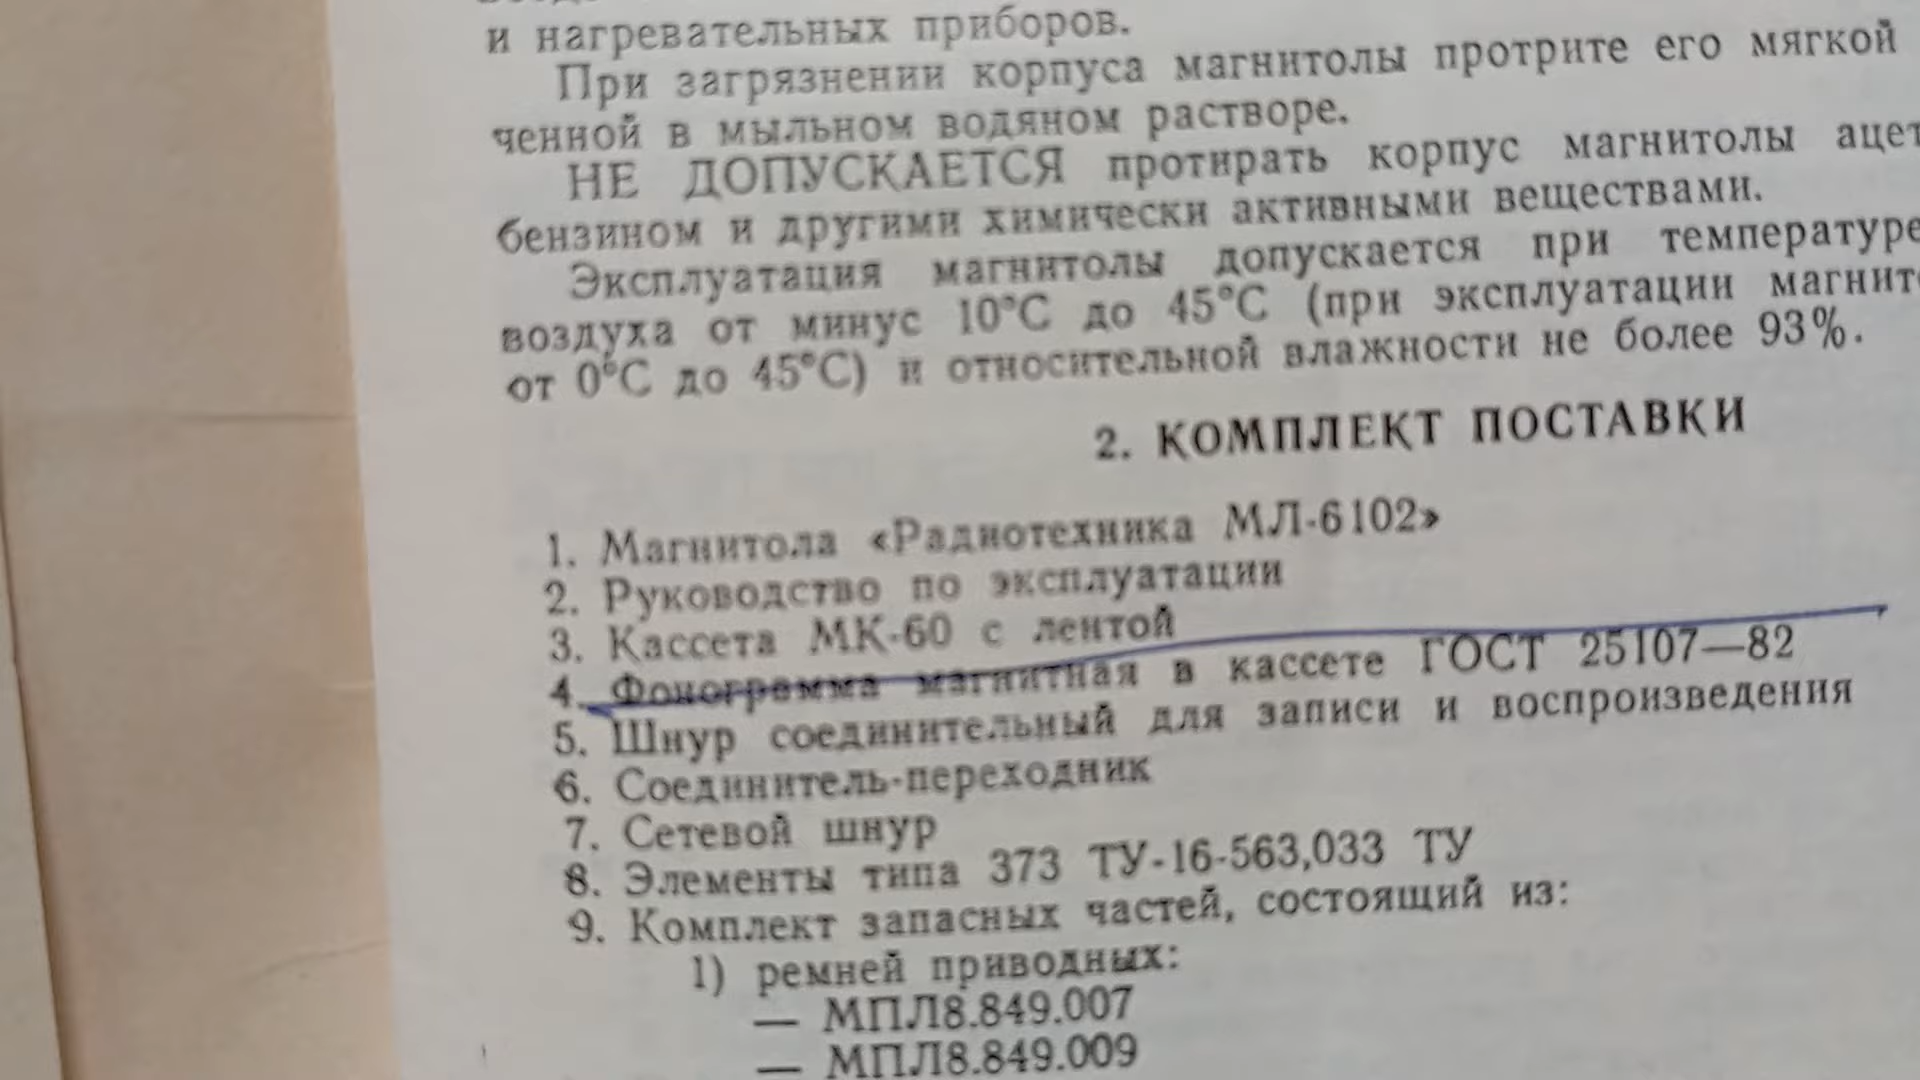 и нагревательных приборов.
При загрязнении корпуса магнитолы протрите его мягкой
ченной в мыльном водяном растворе.
НЕ ДОПУСКАЕТСЯ протирать корпус магнитолы ацет
бензином и другими химически активными веществами.
Эксплуатация магнитолы допускается при температуре
воздуха от минус 10°С до 45°С (при эксплуатации магнито
от 0°С до 45°С) и относительной влажности не более 93%.
2. КОМПЛЕКТ ПОСТАВКИ
1. Магнитола «Радиотехника МЛ-6102»
2. Руководство по эксплуатации
3. Кассета МК-60 с лентой
4. Фонограмма магнитная в кассете ГОСТ 25107—82
5. Шнур соединительный для записи и воспроизведения
6. Соединитель-переходник
7. Сетевой шнур
8. Элементы типа 373 ТУ-16-563,033 ТУ
9. Комплект запасных частей, состоящий из:
1) ремней приводных:
— МПЛ8.849.007
— МПЛ8.849.009